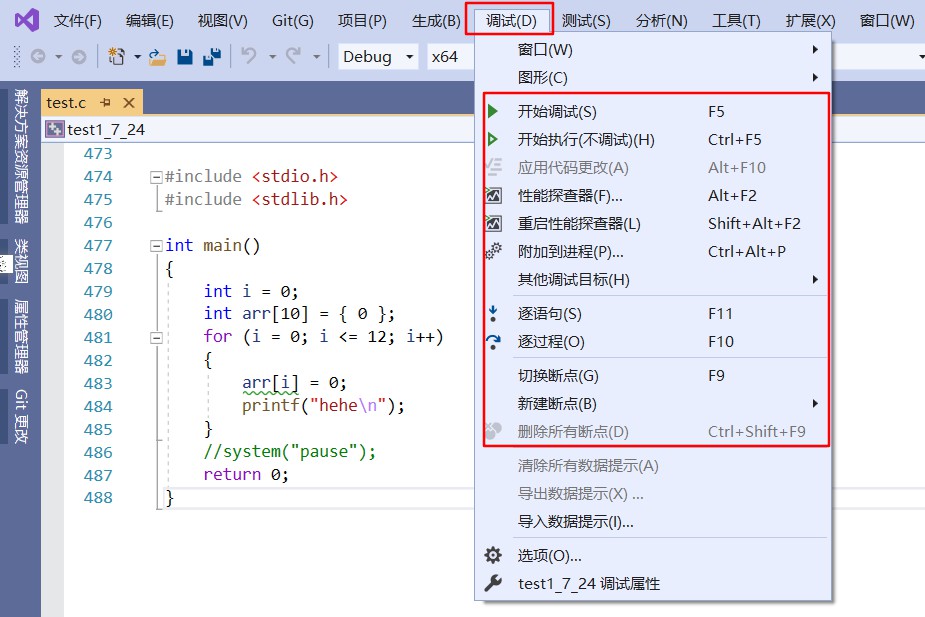 文件(F) 编辑(E) 视图(V) Git(G) 项目(P) 生成(B) 调试(D) 测试(S) 分析(N) 工具(T) 扩展(X) 窗口(W)
Debug x64
窗口(W)
图形(C)
开始调试(S) F5
开始执行(不调试)(H) Ctrl+F5
应用代码更改(A) Alt+F10
性能探查器(F)... Alt+F2
重启性能探查器(L) Shift+Alt+F2
附加到进程(P)... Ctrl+Alt+P
其他调试目标(H)
逐语句(S) F11
逐过程(O) F10
切换断点(G) F9
新建断点(B)
删除所有断点(D) Ctrl+Shift+F9
清除所有数据提示(A)
导出数据提示(X) ...
导入数据提示(I)...
选项(O)...
test1_7_24 调试属性
解决方案资源管理器
类视图
属性管理器
Git 更改
test.c
test1_7_24
473
474 #include <stdio.h>
475 #include <stdlib.h>
476
477 int main()
478 {
479 int i = 0;
480 int arr[10] = { 0 };
481 for (i = 0; i <= 12; i++)
482 {
483 arr[i] = 0;
484 printf("hehe\n");
485 }
486 //system("pause");
487 return 0;
488 }